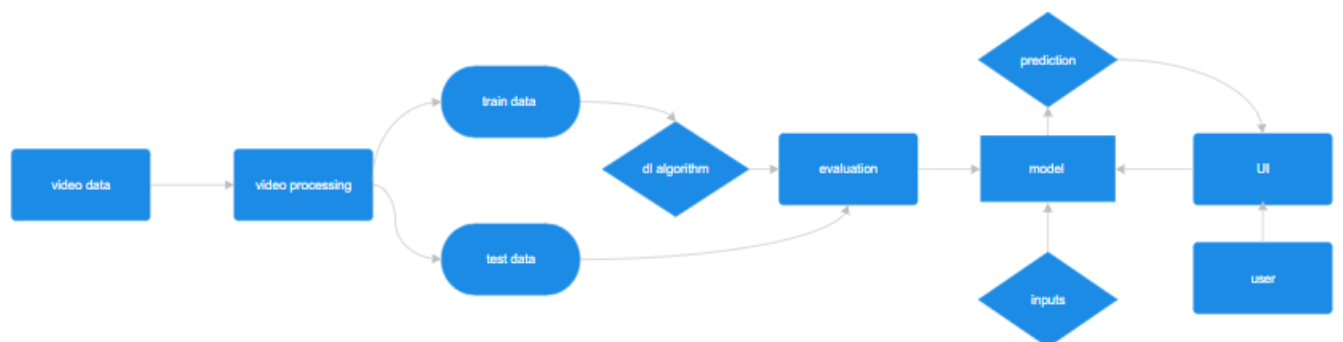 video data
video processing
train data
test data
dl algorithm
evaluation
prediction
model
inputs
UI
user